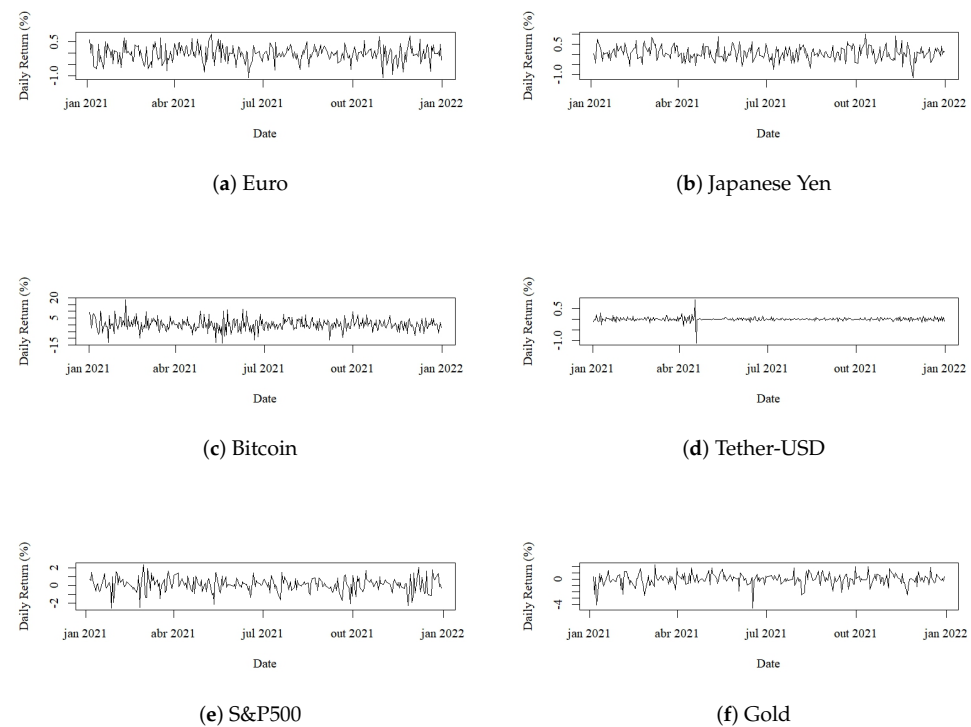 Daily Return (%)
-1.0 0.5
jan 2021 abr 2021 jul 2021 out 2021 jan 2022
Date
(a) Euro
Daily Return (%)
-1.0 0.5
jan 2021 abr 2021 jul 2021 out 2021 jan 2022
Date
(b) Japanese Yen
Daily Return (%)
-15 5 20
jan 2021 abr 2021 jul 2021 out 2021 jan 2022
Date
(c) Bitcoin
Daily Return (%)
-1.0 0.5
jan 2021 abr 2021 jul 2021 out 2021 jan 2022
Date
(d) Tether-USD
Daily Return (%)
-2 0 2
jan 2021 abr 2021 jul 2021 out 2021 jan 2022
Date
(e) S&P500
Daily Return (%)
-4 0
jan 2021 abr 2021 jul 2021 out 2021 jan 2022
Date
(f) Gold